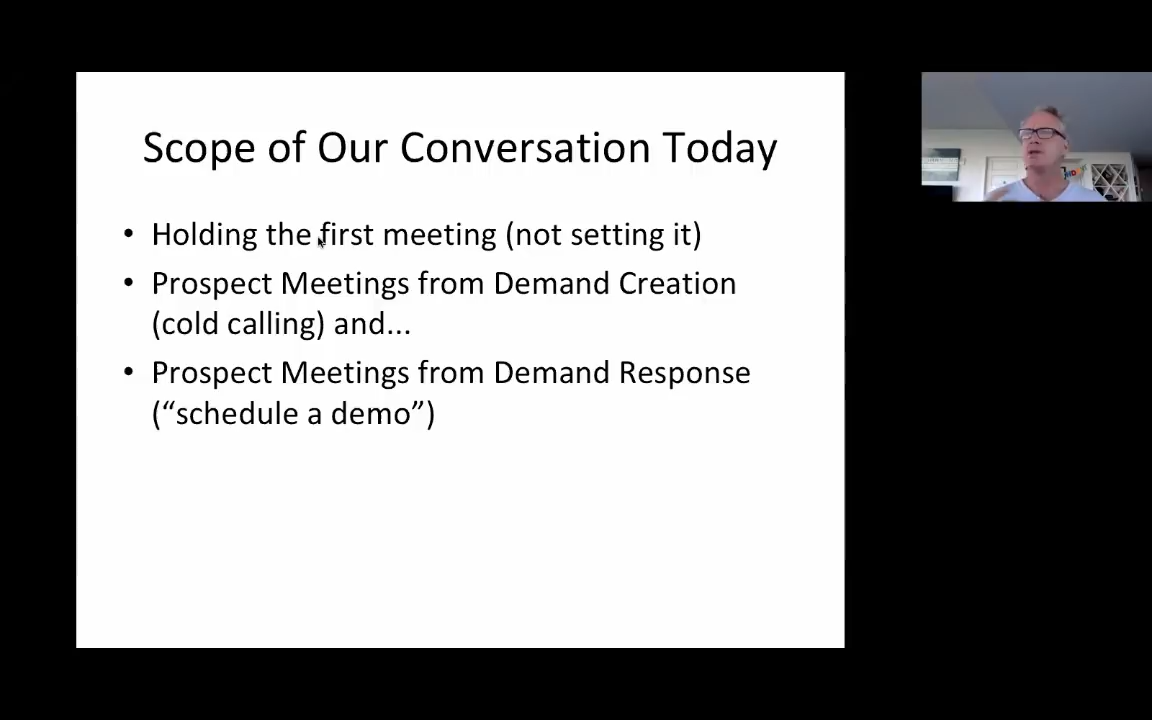 Scope of Our Conversation Today
• Holding the first meeting (not setting it)
• Prospect Meetings from Demand Creation
(cold calling) and...
• Prospect Meetings from Demand Response
(“schedule a demo”)